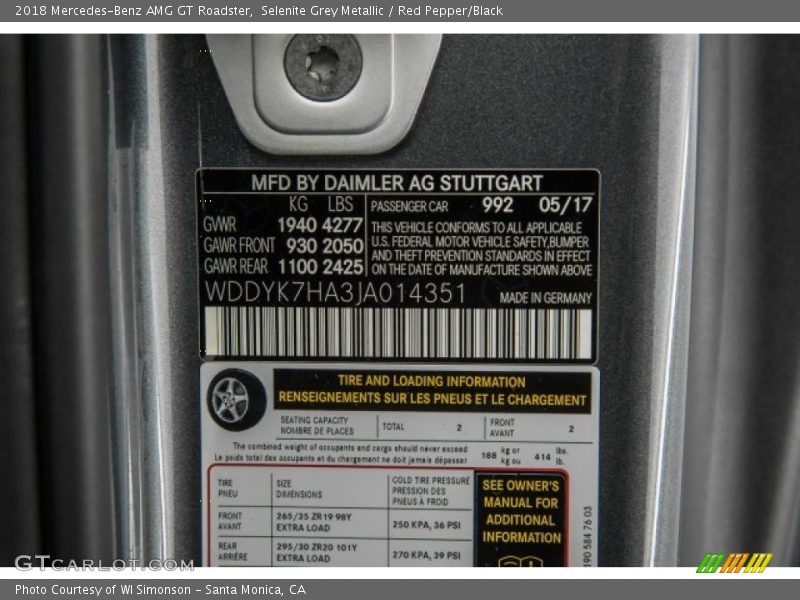 2018 Mercedes-Benz AMG GT Roadster, Selenite Grey Metallic / Red Pepper/Black
MFD BY DAIMLER AG STUTTGART
KG LBS PASSENGER CAR 992 05/17
GVWR 1940 4277
GAWR FRONT 930 2050
GAWR REAR 1100 2425
THIS VEHICLE CONFORMS TO ALL APPLICABLE
U.S. FEDERAL MOTOR VEHICLE SAFETY,BUMPER
AND THEFT PREVENTION STANDARDS IN EFFECT
ON THE DATE OF MANUFACTURE SHOWN ABOVE
WDDYK7HA3JA014351 MADE IN GERMANY
TIRE AND LOADING INFORMATION
RENSEIGNEMENTS SUR LES PNEUS ET LE CHARGEMENT
SEATING CAPACITY
NOMBRE DE PLACES
TOTAL 2
FRONT
AVANT
2
The combined weight of occupants and cargo should never exceed
Le poids total des occupants et du chargement ne doit jamais dépasser
188 kg or
kg ou
414 lbs.
lb.
TIRE
PNEU
SIZE
DIMENSIONS
COLD TIRE PRESSURE
PRESSION DES
PNEUS À FROID
FRONT
AVANT
265/35 ZR19 98Y
EXTRA LOAD
250 KPA, 36 PSI
REAR
ARRIÈRE
295/30 ZR20 101Y
EXTRA LOAD
270 KPA, 39 PSI
SEE OWNER'S
MANUAL FOR
ADDITIONAL
INFORMATION
190 584 76 03
GTcarlot.com
Photo Courtesy of WI Simonson - Santa Monica, CA